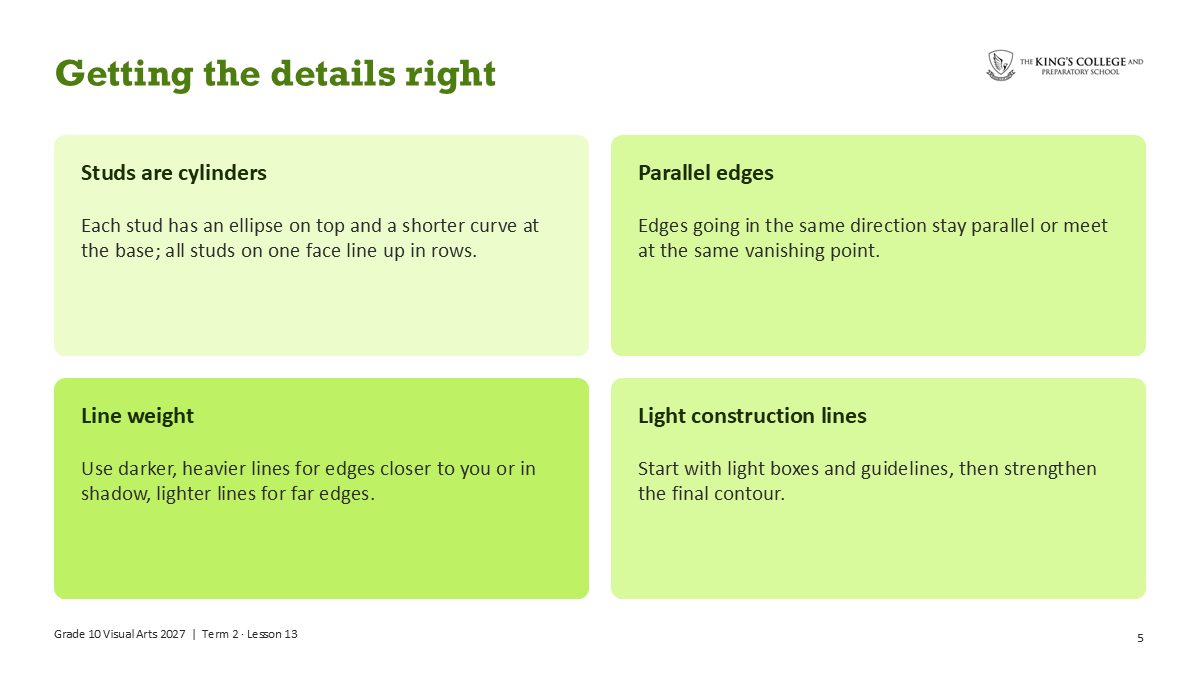 Getting the details right
THE KING'S COLLEGE AND
PREPARATORY SCHOOL
Studs are cylinders
Each stud has an ellipse on top and a shorter curve at
the base; all studs on one face line up in rows.
Parallel edges
Edges going in the same direction stay parallel or meet
at the same vanishing point.
Line weight
Use darker, heavier lines for edges closer to you or in
shadow, lighter lines for far edges.
Light construction lines
Start with light boxes and guidelines, then strengthen
the final contour.
Grade 10 Visual Arts 2027 | Term 2 · Lesson 13
5